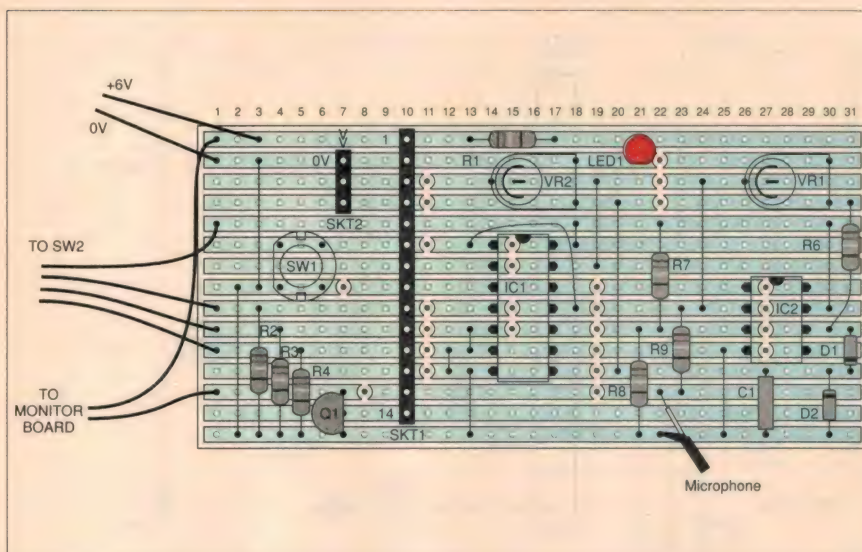 +6V
0V
1 2 3 4 5 6 7 8 9 10 11 12 13 14 15 16 17 18 19 20 21 22 23 24 25 26 27 28 29 30 31
1
0V
R1
LED1
VR2
VR1
SKT2
TO SW2
SW1
R6
R7
IC1
IC2
R2
R3
R4
R9
D1
TO
MONITOR
BOARD
R8
C1
Q1
14
D2
SKT1
Microphone